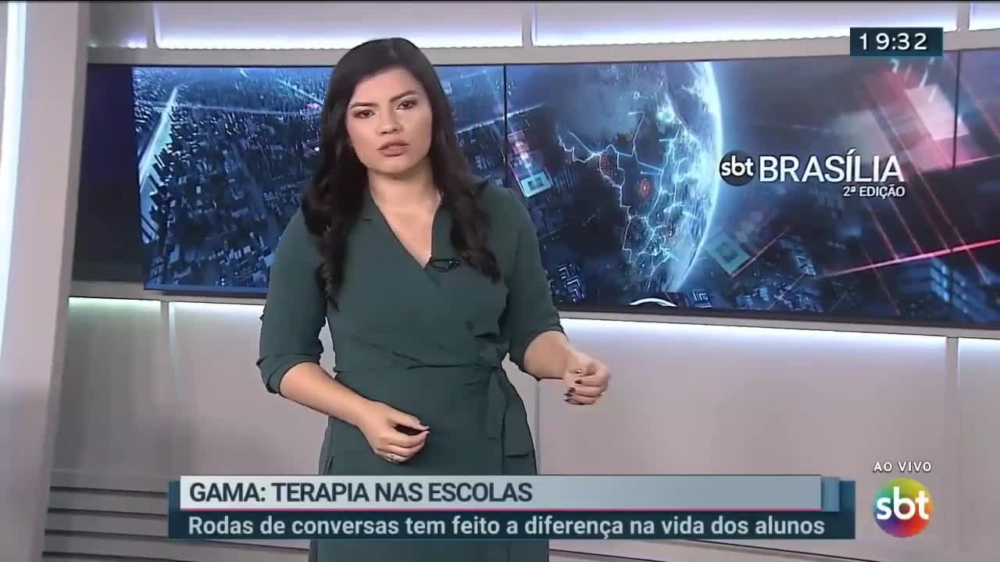 19:32
sbt BRASÍLIA
2ª EDIÇÃO
AO VIVO
sbt
GAMA: TERAPIA NAS ESCOLAS
Rodas de conversas tem feito a diferença na vida dos alunos